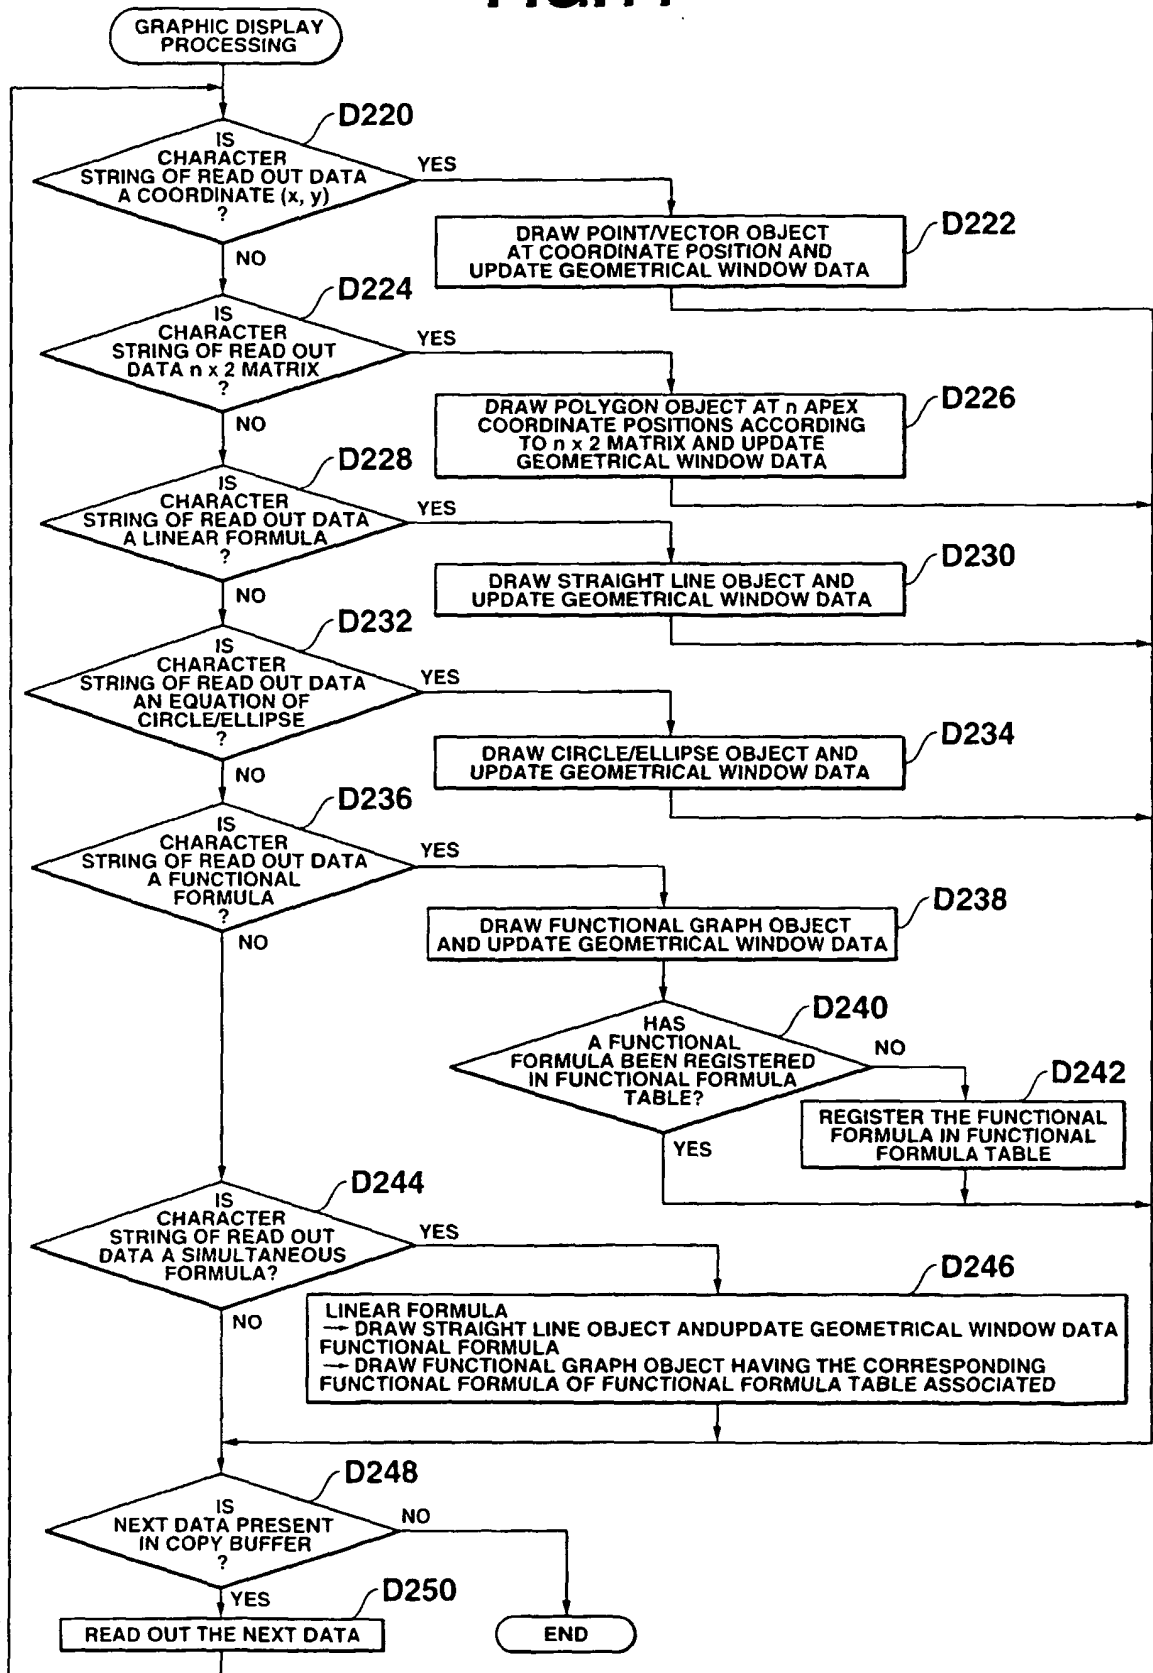 GRAPHIC DISPLAY
PROCESSING
D220
IS
CHARACTER
STRING OF READ OUT DATA
A COORDINATE (x, y)
?
YES
NO
D222
DRAW POINT/VECTOR OBJECT
AT COORDINATE POSITION AND
UPDATE GEOMETRICAL WINDOW DATA
D224
IS
CHARACTER
STRING OF READ OUT
DATA n x 2 MATRIX
?
YES
NO
D226
DRAW POLYGON OBJECT AT n APEX
COORDINATE POSITIONS ACCORDING
TO n x 2 MATRIX AND UPDATE
GEOMETRICAL WINDOW DATA
D228
IS
CHARACTER
STRING OF READ OUT DATA
A LINEAR FORMULA
?
YES
NO
D230
DRAW STRAIGHT LINE OBJECT AND
UPDATE GEOMETRICAL WINDOW DATA
D232
IS
CHARACTER
STRING OF READ OUT DATA
AN EQUATION OF
CIRCLE/ELLIPSE
?
YES
NO
D234
DRAW CIRCLE/ELLIPSE OBJECT AND
UPDATE GEOMETRICAL WINDOW DATA
D236
IS
CHARACTER
STRING OF READ OUT DATA
A FUNCTIONAL
FORMULA
?
YES
NO
D238
DRAW FUNCTIONAL GRAPH OBJECT
AND UPDATE GEOMETRICAL WINDOW DATA
D240
HAS
A FUNCTIONAL
FORMULA BEEN REGISTERED
IN FUNCTIONAL FORMULA
TABLE?
NO
YES
D242
REGISTER THE FUNCTIONAL
FORMULA IN FUNCTIONAL
FORMULA TABLE
D244
IS
CHARACTER
STRING OF READ OUT
DATA A SIMULTANEOUS
FORMULA?
YES
NO
D246
LINEAR FORMULA
→ DRAW STRAIGHT LINE OBJECT ANDUPDATE GEOMETRICAL WINDOW DATA
FUNCTIONAL FORMULA
→ DRAW FUNCTIONAL GRAPH OBJECT HAVING THE CORRESPONDING
FUNCTIONAL FORMULA OF FUNCTIONAL FORMULA TABLE ASSOCIATED
D248
IS
NEXT DATA PRESENT
IN COPY BUFFER
?
NO
YES
D250
READ OUT THE NEXT DATA
END